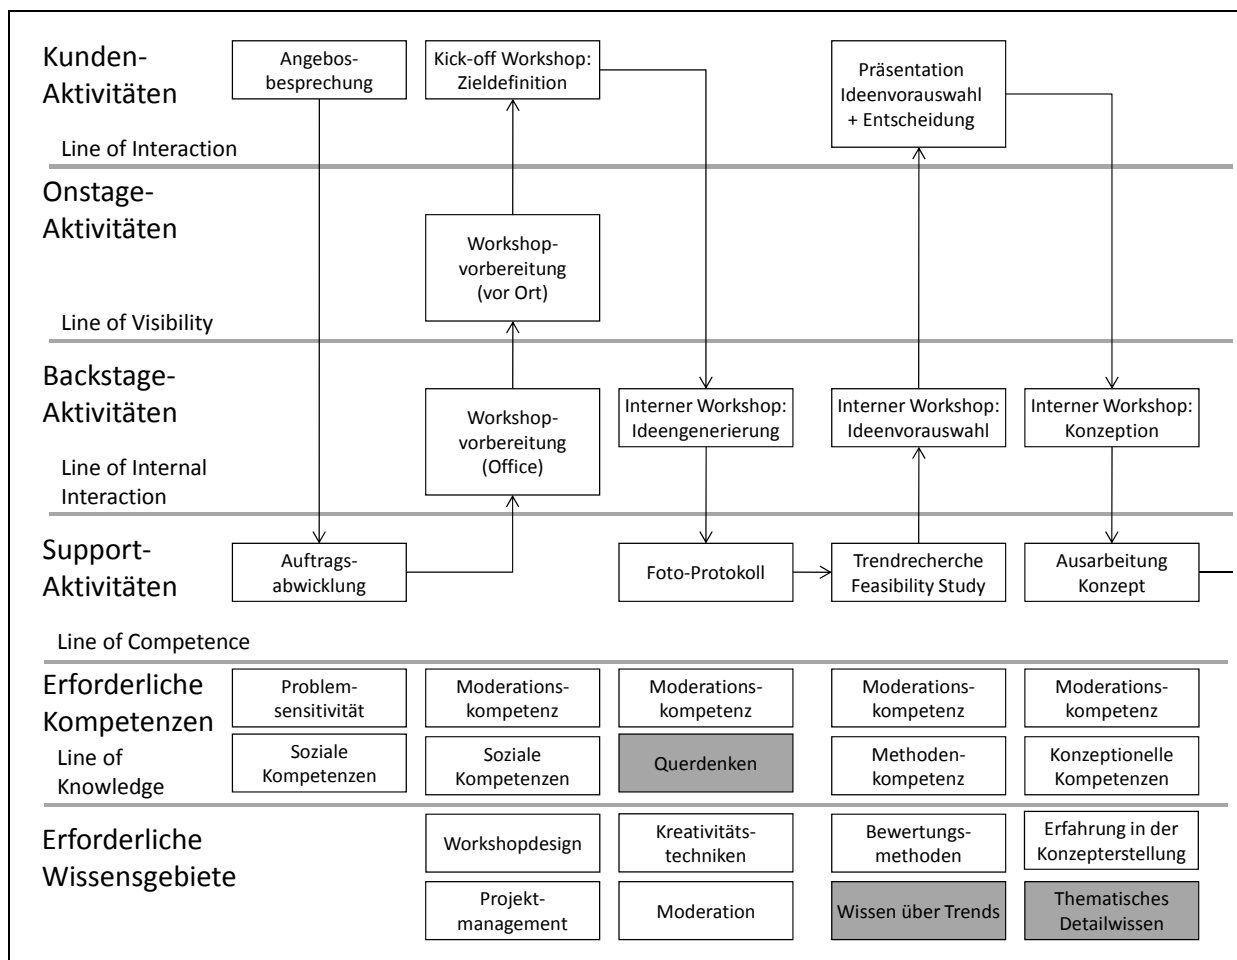 Kunden-
Aktivitäten
Angebos-
besprechung
Kick-off Workshop:
Zieldefinition
Präsentation
Ideenvorauswahl
+ Entscheidung
Line of Interaction
Onstage-
Aktivitäten
Workshop-
vorbereitung
(vor Ort)
Line of Visibility
Backstage-
Aktivitäten
Workshop-
vorbereitung
(Office)
Interner Workshop:
Ideengenerierung
Interner Workshop:
Ideenvorauswahl
Interner Workshop:
Konzeption
Line of Internal
Interaction
Support-
Aktivitäten
Auftrags-
abwicklung
Foto-Protokoll
Trendrecherche
Feasibility Study
Ausarbeitung
Konzept
Line of Competence
Erforderliche
Kompetenzen
Problem-
sensitivität
Moderations-
kompetenz
Moderations-
kompetenz
Moderations-
kompetenz
Moderations-
kompetenz
Line of
Knowledge
Soziale
Kompetenzen
Soziale
Kompetenzen
Querdenken
Methoden-
kompetenz
Konzeptionelle
Kompetenzen
Erforderliche
Wissensgebiete
Workshopdesign
Kreativitäts-
techniken
Bewertungs-
methoden
Erfahrung in der
Konzepterstellung
Projekt-
management
Moderation
Wissen über Trends
Thematisches
Detailwissen